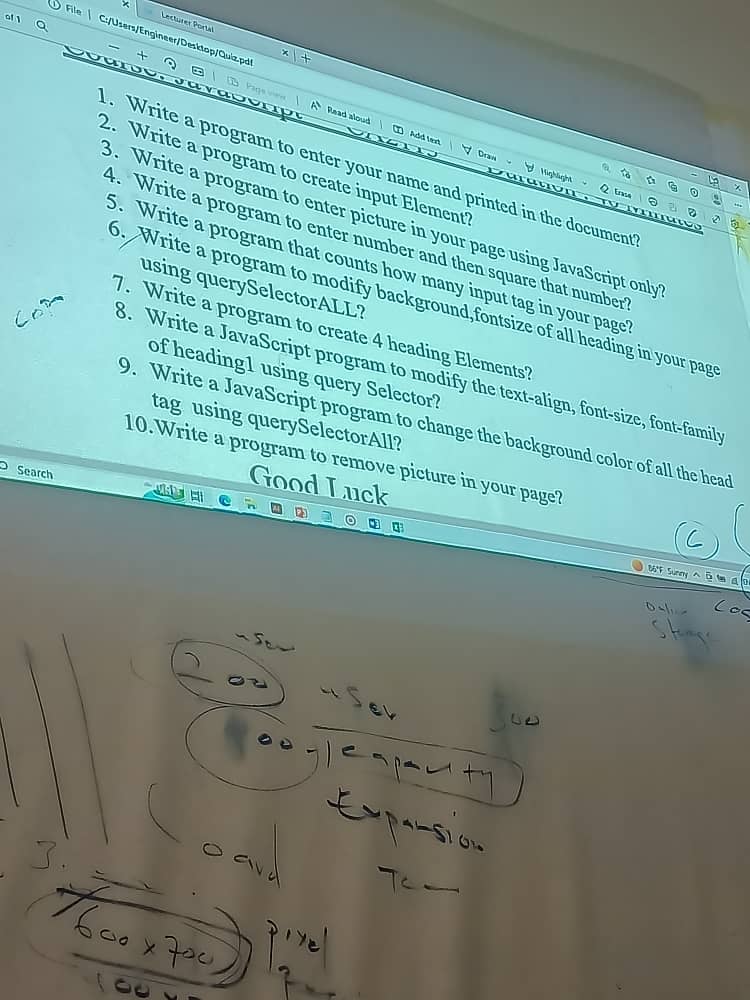 File | C:/Users/Engineer/Desktop/Quiz.pdf
Lecturer Portal
of 1
Page view
Read aloud
Add text
Draw
Highlight
Erase
Course: JavaScript
Duration: 40 Minutes
1. Write a program to enter your name and printed in the document?
2. Write a program to create input Element?
3. Write a program to enter picture in your page using JavaScript only?
4. Write a program to enter number and then square that number?
5. Write a program that counts how many input tag in your page?
6. Write a program to modify background,fontsize of all heading in your page
using querySelectorALL?
7. Write a program to create 4 heading Elements?
8. Write a JavaScript program to modify the text-align, font-size, font-family
of heading1 using query Selector?
9. Write a JavaScript program to change the background color of all the head
tag using querySelectorAll?
10.Write a program to remove picture in your page?
Good Luck
Search
86°F Sunny
C
user
200
user
300
00
capacity
Expansion
3.
600 x 700
pixel
100